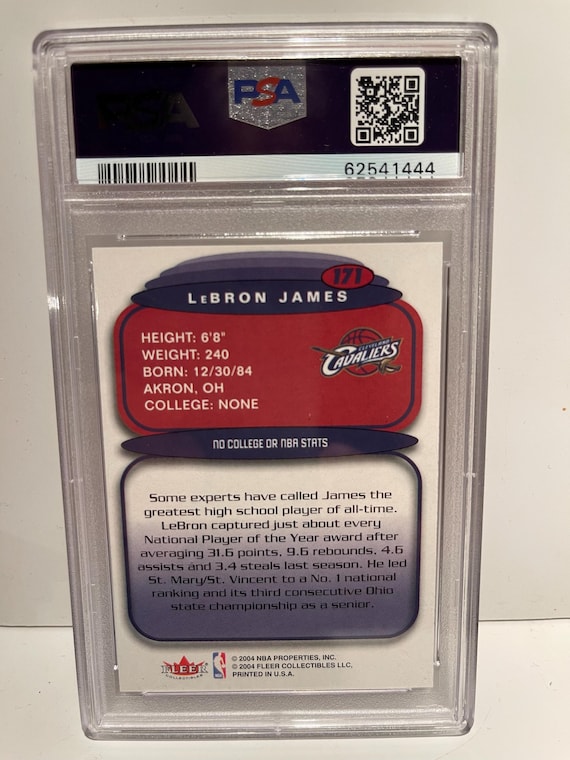 PSA
62541444
171
LEBRON JAMES
HEIGHT: 6'8"
WEIGHT: 240
BORN: 12/30/84
AKRON, OH
COLLEGE: NONE
CLEVELAND
CAVALIERS
NO COLLEGE OR NBA STATS
Some experts have called James the
greatest high school player of all-time.
LeBron captured just about every
National Player of the Year award after
averaging 31.6 points, 9.6 rebounds, 4.6
assists and 3.4 steals last season. He led
St. Mary/St. Vincent to a No. 1 national
ranking and its third consecutive Ohio
state championship as a senior.
FLEER
COLLECTIBLES
NBA
© 2004 NBA PROPERTIES, INC.
© 2004 FLEER COLLECTIBLES LLC,
PRINTED IN U.S.A.